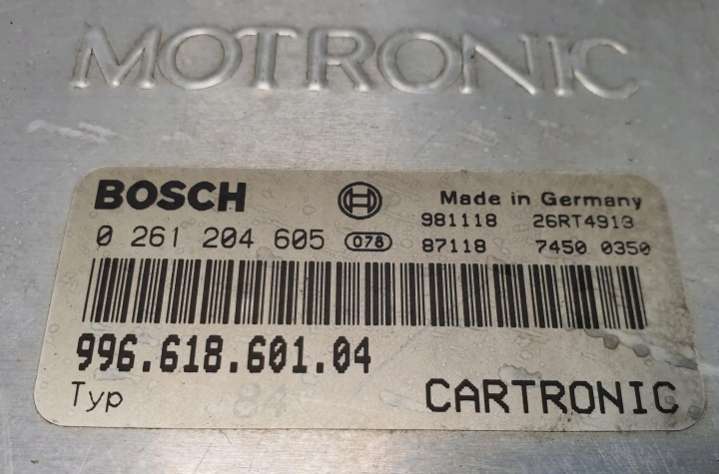 MOTRONIC
BOSCH Made in Germany
981118 26RT4913
0 261 204 605 078 87118 7450 0350
996.618.601.04
Typ 84 CARTRONIC